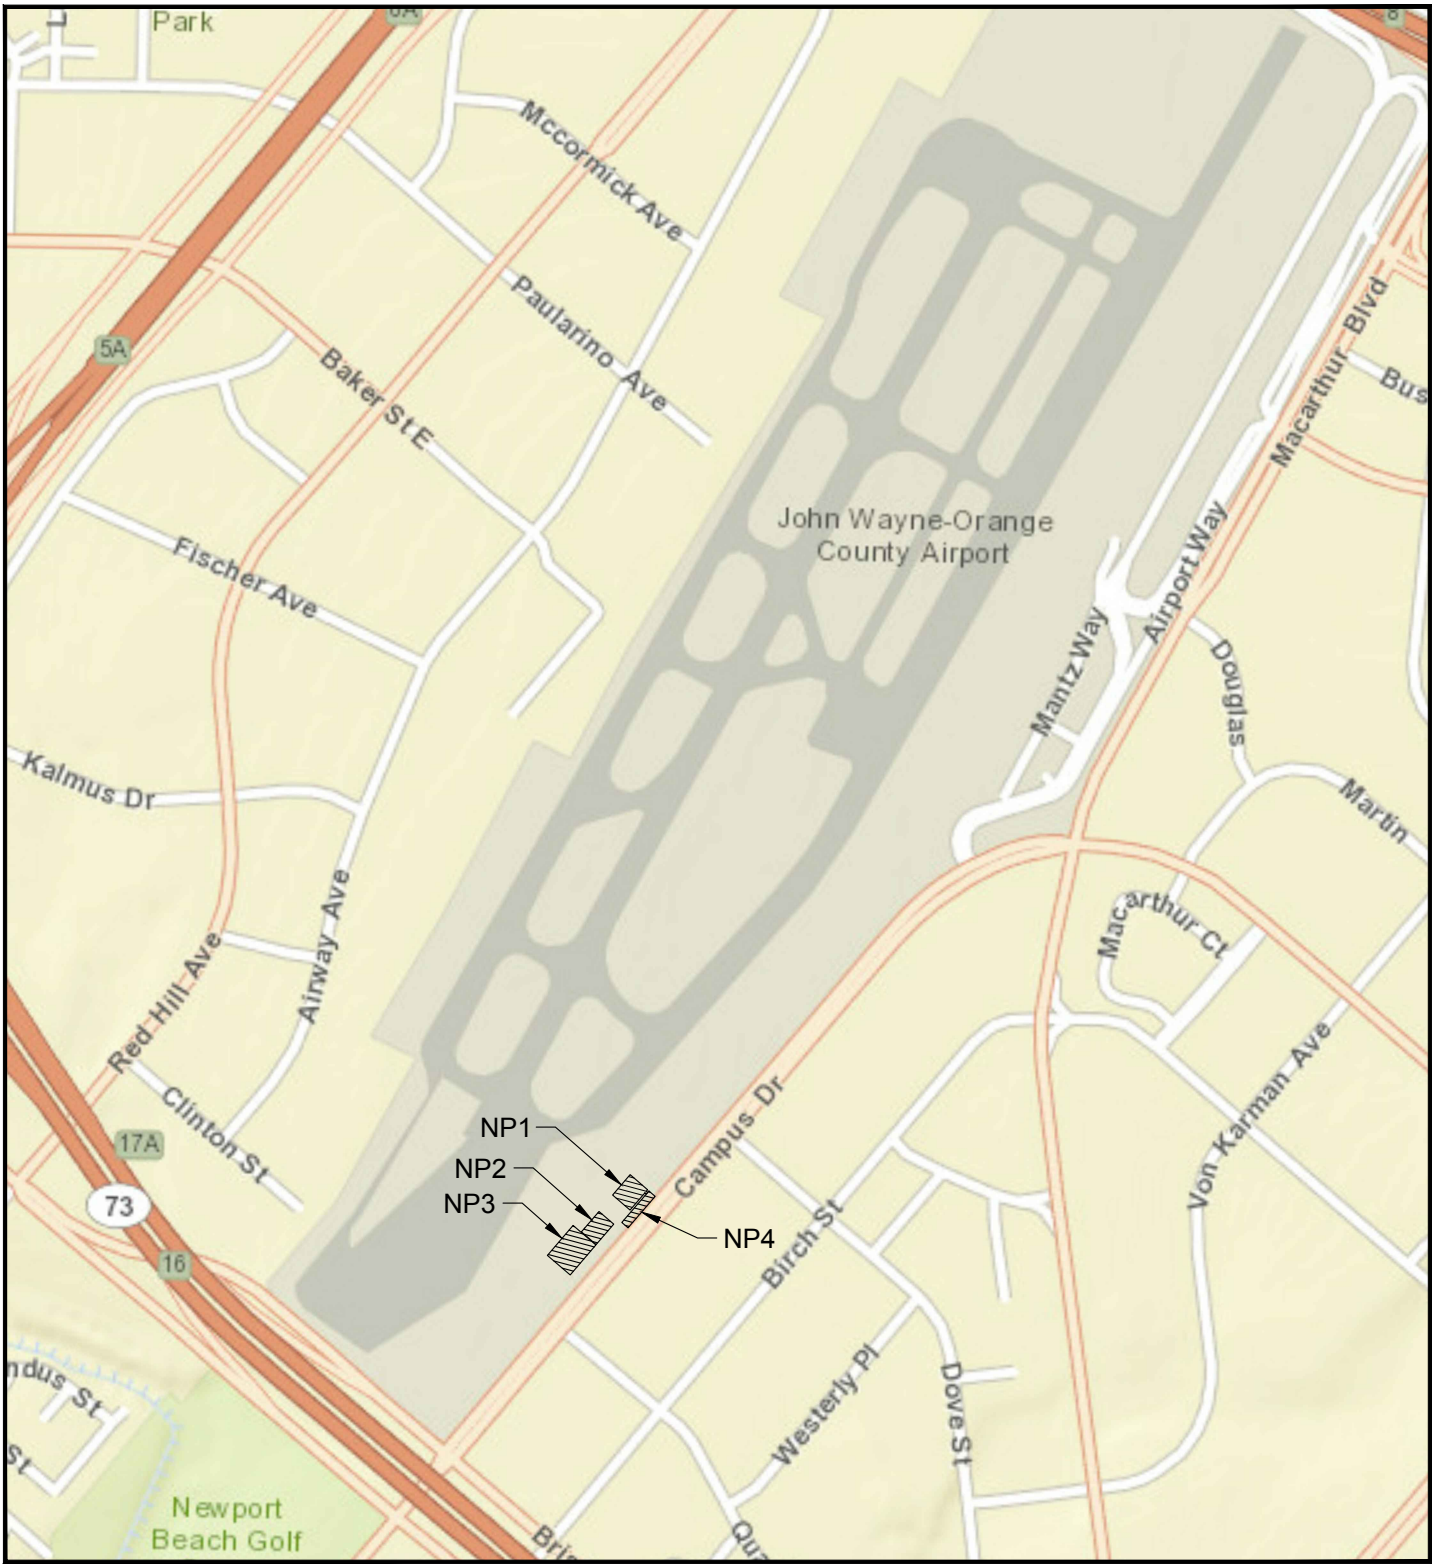 Park
6A
8
Mccormick Ave
Paularino Ave
5A
Baker St E
Macarthur Blvd
Bus
John Wayne-Orange
County Airport
Airport Way
Fischer Ave
Mantz Way
Douglas
Kalmus Dr
Martin
Airway Ave
Macarthur Ct
Red Hill Ave
Von Karman Ave
Clinton St
Campus Dr
NP1
17A
NP2
73
NP3
NP4
Birch St
16
Westerly Pl
Dove St
ndus St
St
Newport
Beach Golf
Bris
Qua